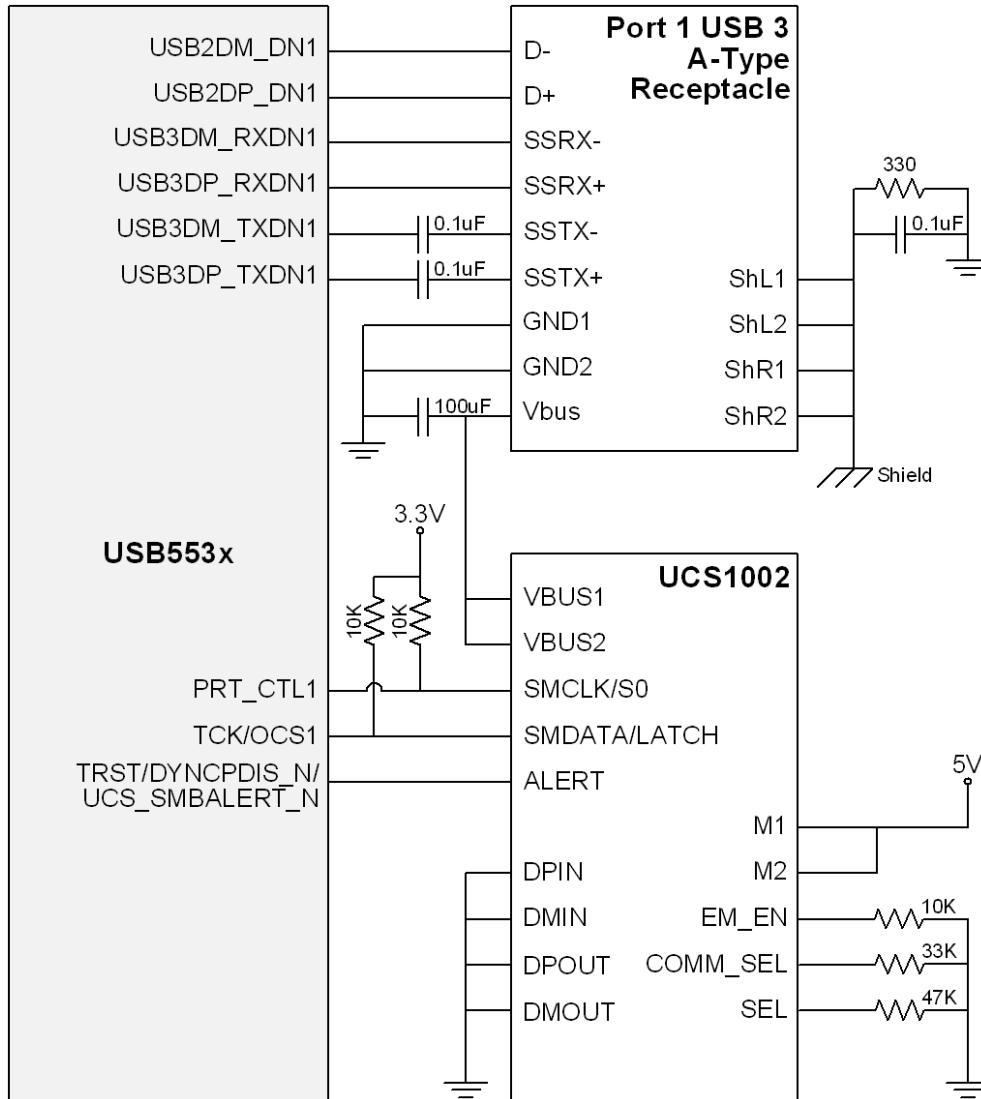 Port 1 USB 3
A-Type
Receptacle
USB2DM_DN1
D-
USB2DP_DN1
D+
USB3DM_RXDN1
SSRX-
330
USB3DP_RXDN1
SSRX+
USB3DM_TXDN1
0.1uF
SSTX-
0.1uF
USB3DP_TXDN1
0.1uF
SSTX+
ShL1
GND1
ShL2
GND2
ShR1
100uF
Vbus
ShR2
Shield
3.3V
USB553x
UCS1002
10K
10K
VBUS1
VBUS2
PRT_CTL1
SMCLK/S0
TCK/OCS1
SMDATA/LATCH
TRST/DYNCPDIS_N/
UCS_SMBALERT_N
ALERT
5V
M1
M2
DPIN
DMIN
EM_EN
10K
DPOUT
COMM_SEL
33K
DMOUT
SEL
47K